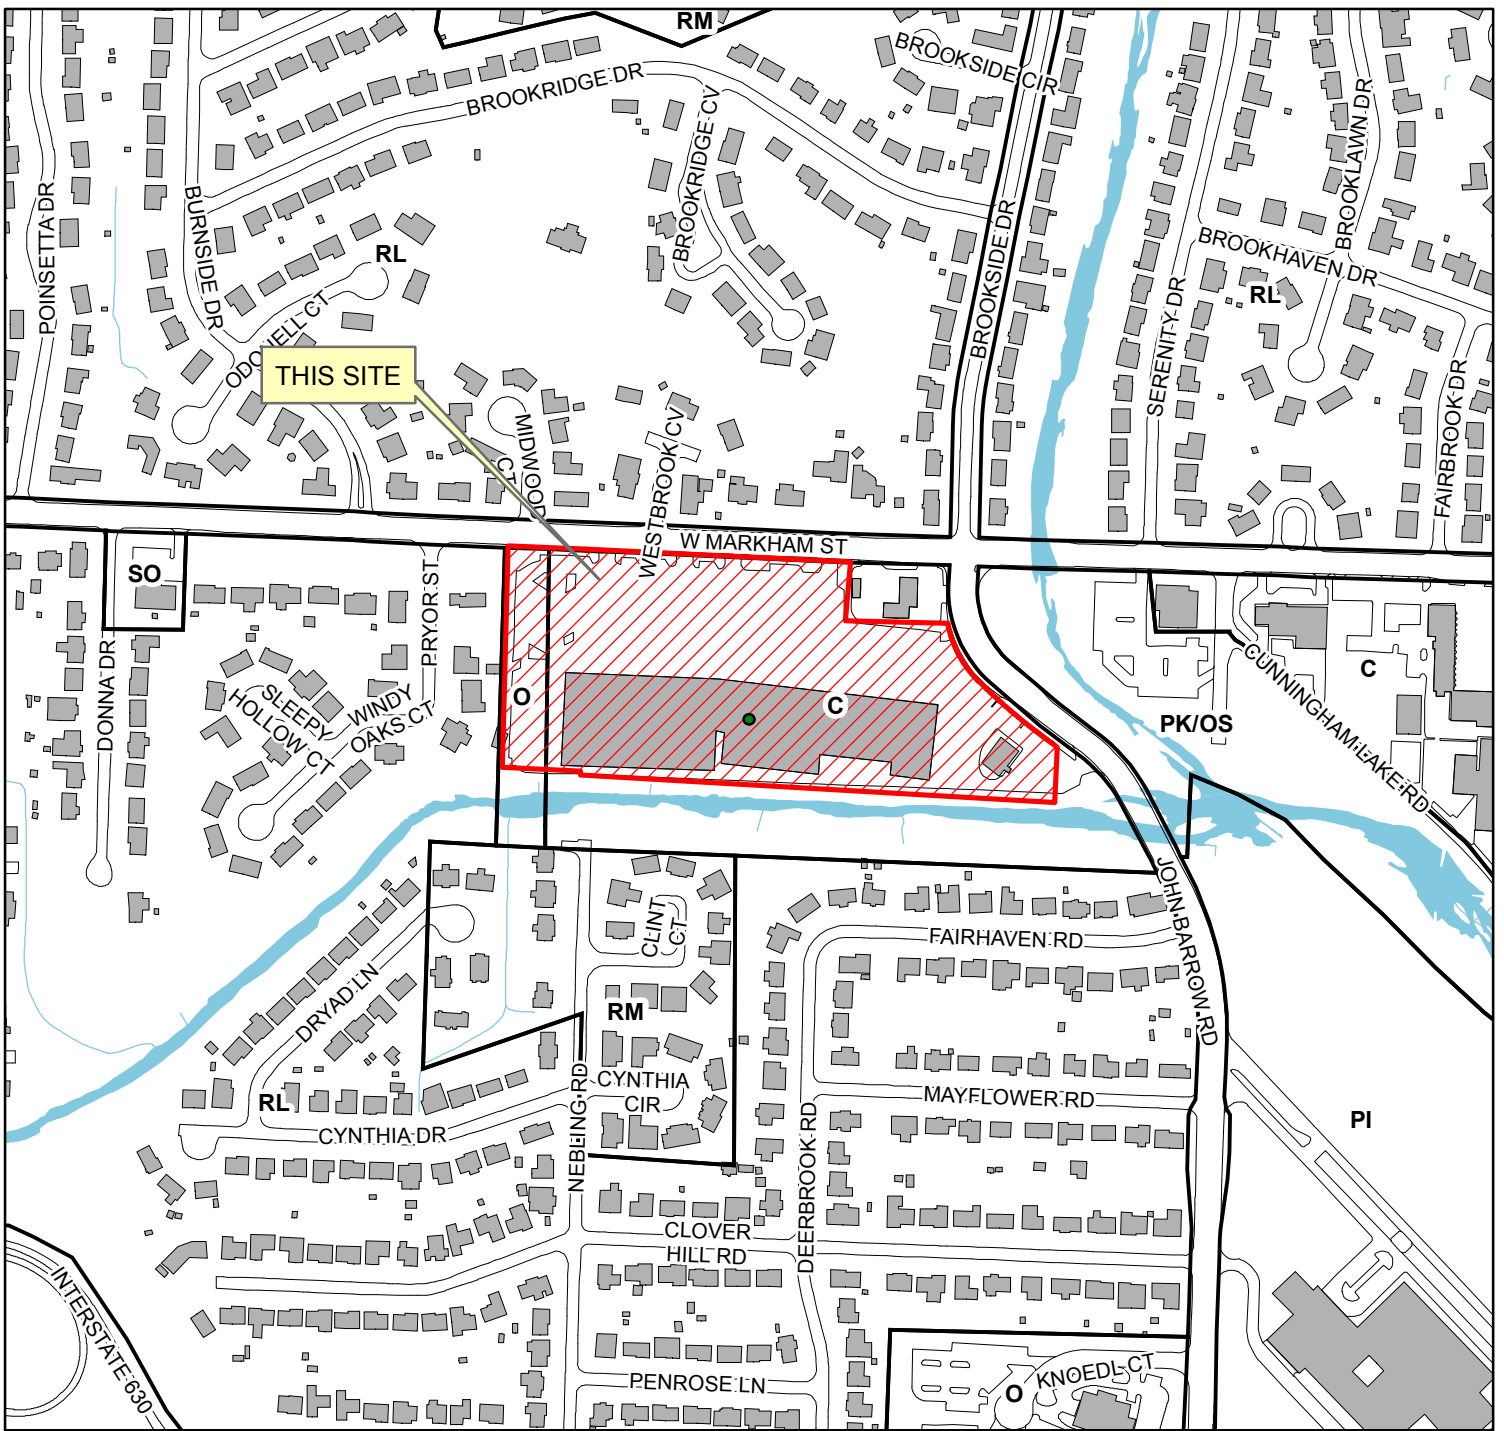 RM
BROOKSIDE CIR
BROOKRIDGE DR
BROOKRIDGE CV
BROOKLAWN DR
POINSETTA DR
BURNSIDE DR
RL
BROOKSIDE DR
BROOKHAVEN DR
RL
SERENITY DR
ODONELL CT
THIS SITE
FAIRBROOK DR
MIDWOOD
CT
WESTBROOK CV
W MARKHAM ST
SO
PRYOR ST
DONNA DR
SLEEPY
HOLLOW CT
WINDY
OAKS CT
O
C
CUNNINGHAM LAKE RD
C
PK/OS
JOHN BARROW RD
CLINT
CT
FAIRHAVEN RD
DRYAD LN
RM
RL
CYNTHIA
CIR
CYNTHIA DR
NEBLING RD
MAYFLOWER RD
DEERBROOK RD
PI
CLOVER
HILL RD
INTERSTATE 630
PENROSE LN
KNOEDL CT
O